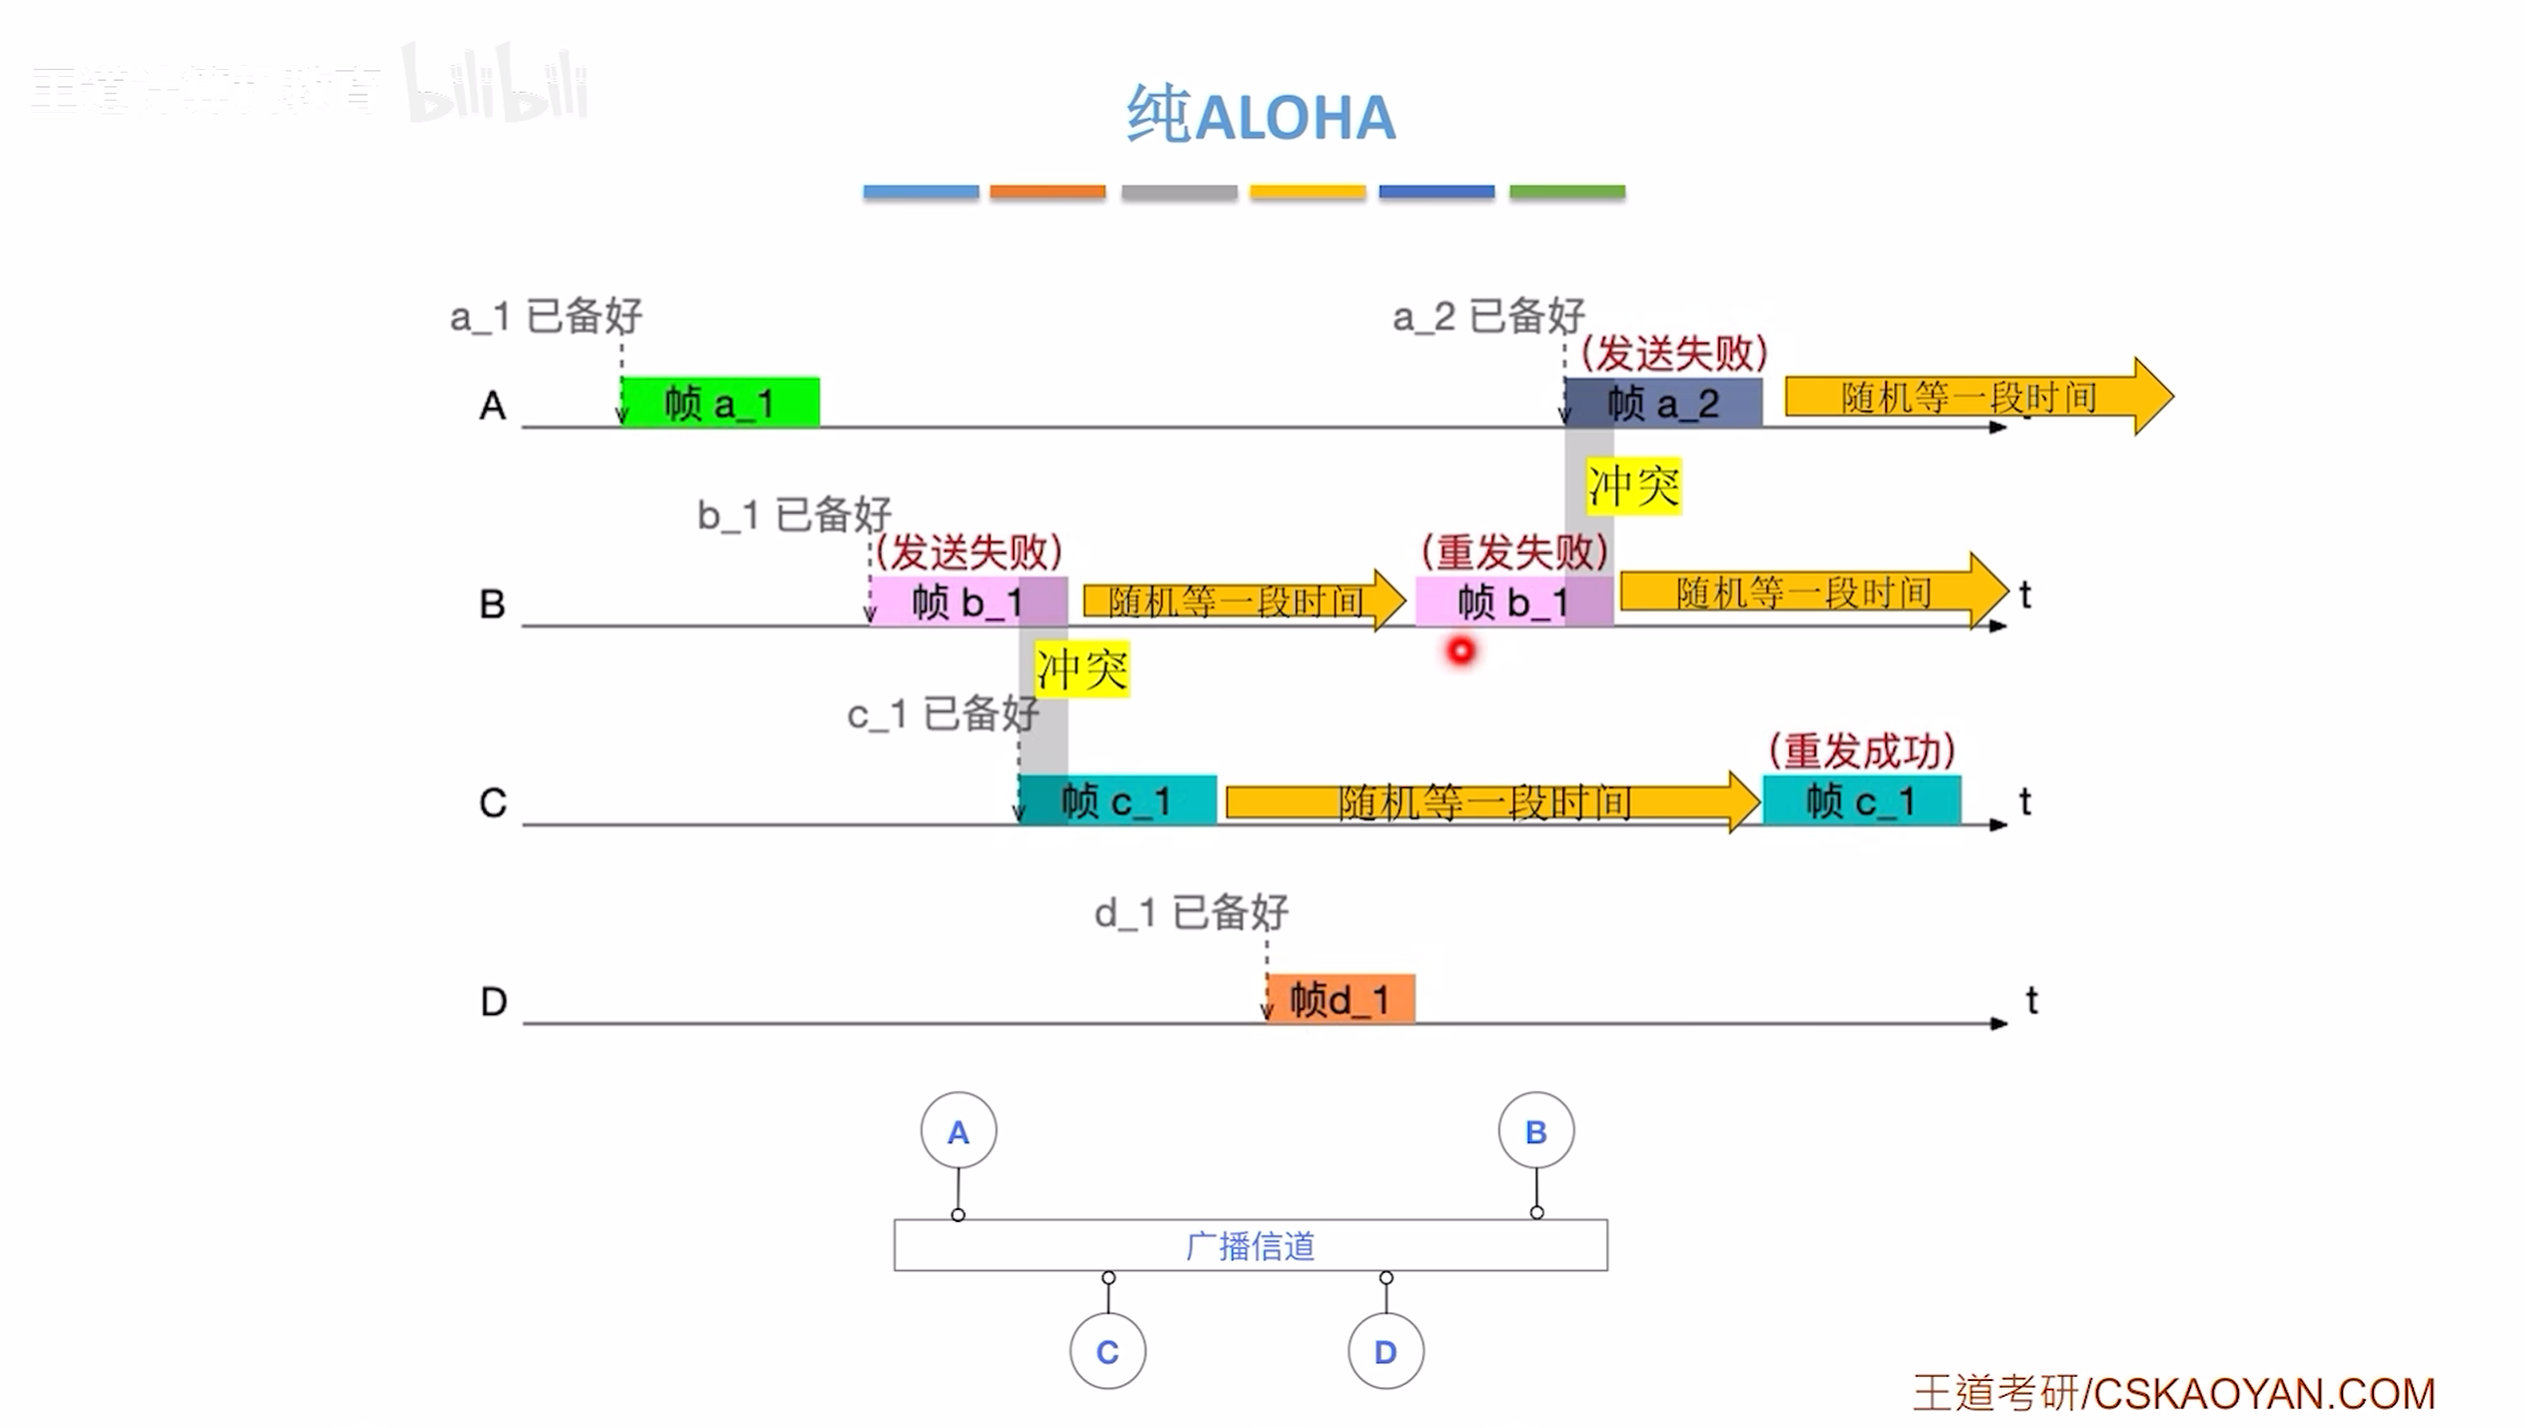 王道计算机教育 bilibili
纯ALOHA
a_1 已备好
a_2 已备好
(发送失败)
A
帧 a_1
帧 a_2
随机等一段时间
冲突
b_1 已备好
(发送失败)
(重发失败)
B
帧 b_1
随机等一段时间
帧 b_1
随机等一段时间
t
冲突
c_1 已备好
(重发成功)
C
帧 c_1
随机等一段时间
帧 c_1
t
d_1 已备好
D
帧d_1
t
A
B
广播信道
C
D
王道考研/CSKAOYAN.COM